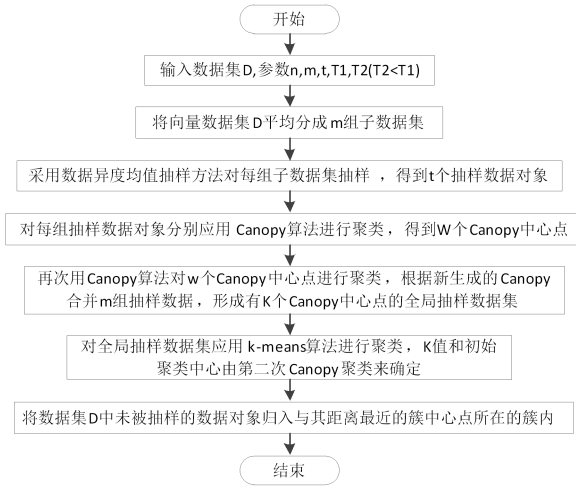 开始
输入数据集D,参数n,m,t,T1,T2(T2<T1)
将向量数据集D平均分成m组子数据集
采用数据异度均值抽样方法对每组子数据集抽样 ，得到t个抽样数据对象
对每组抽样数据对象分别应用 Canopy算法进行聚类，得到W个Canopy中心点
再次用Canopy算法对w个Canopy中心点进行聚类，根据新生成的Canopy
合并m组抽样数据，形成有K个Canopy中心点的全局抽样数据集
对全局抽样数据集应用 k-means算法进行聚类，K值和初始
聚类中心由第二次Canopy聚类来确定
将数据集D中未被抽样的数据对象归入与其距离最近的簇中心点所在的簇内
结束